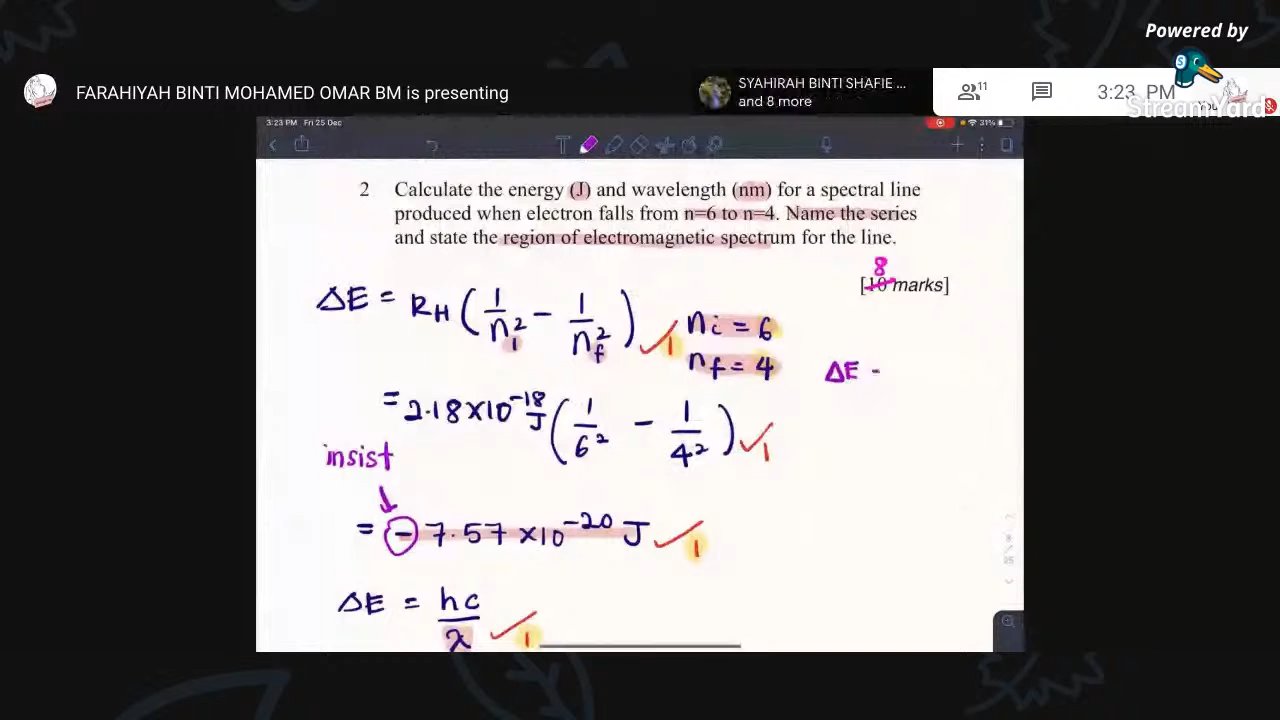 Powered by
S
StreamYard
FARAHIYAH BINTI MOHAMED OMAR BM is presenting
SYAHIRAH BINTI SHAFIE ...
and 8 more
11
3:23 PM
3:23 PM Fri 25 Dec
31%
2 Calculate the energy (J) and wavelength (nm) for a spectral line
produced when electron falls from n=6 to n=4. Name the series
and state the region of electromagnetic spectrum for the line.
8
[10 marks]
ΔE = RH (1/n₁² − 1/nf²) ✓1
ni = 6
nf = 4
ΔE -
= 2.18×10⁻¹⁸ J (1/6² − 1/4²) ✓1
insist
= − 7.57 ×10⁻²⁰ J ✓1
ΔE = hc/λ ✓1